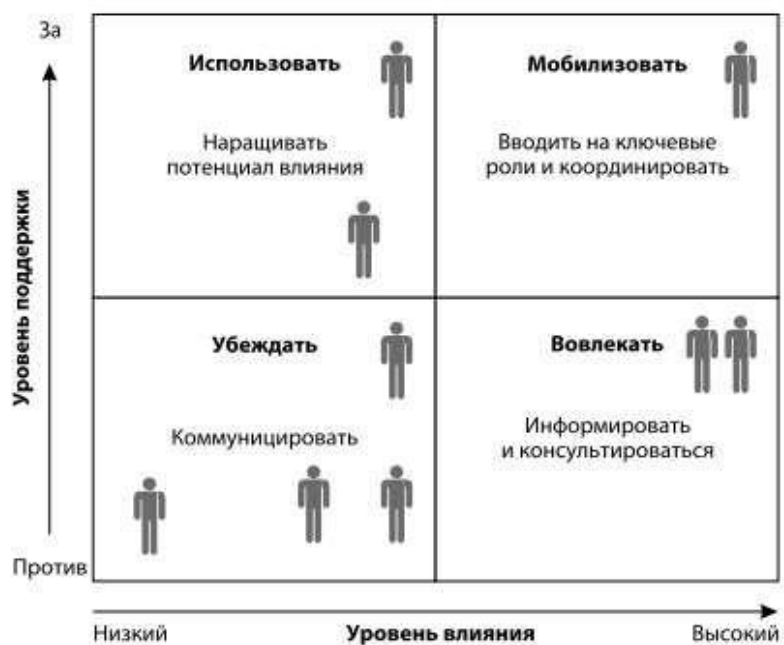 За
Использовать
Мобилизовать
Наращивать
потенциал влияния
Вводить на ключевые
роли и координировать
Уровень поддержки
Убеждать
Вовлекать
Коммуницировать
Информировать
и консультироваться
Против
Низкий
Уровень влияния
Высокий